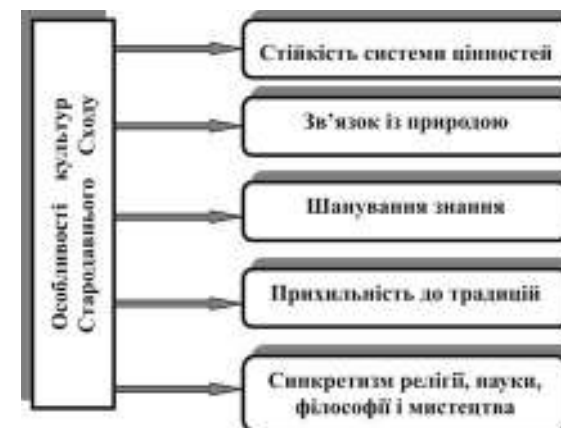 Особливості культур
Стародавнього Сходу
Стійкість системи цінностей
Зв’язок із природою
Шанування знання
Прихильність до традицій
Синкретизм релігії, науки,
філософії і мистецтва